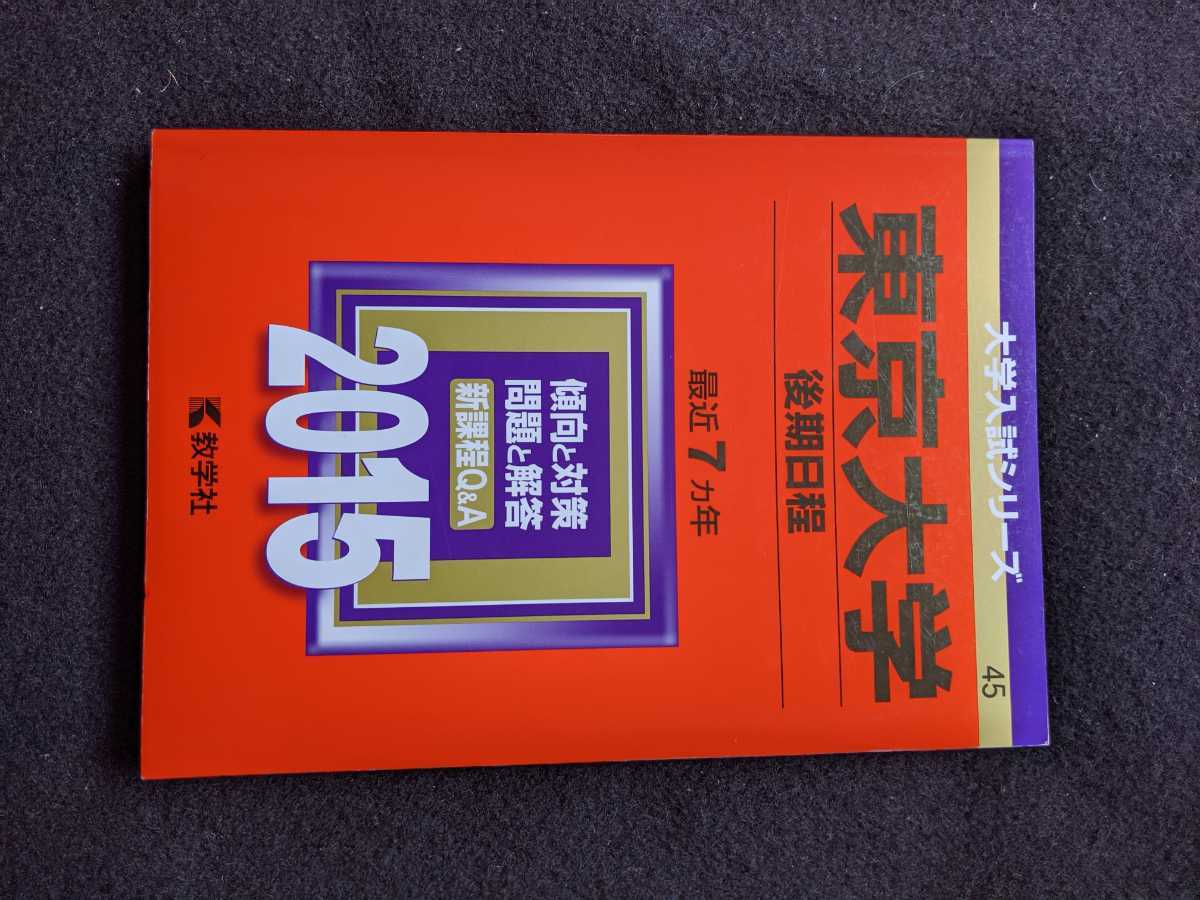 大学入試シリーズ
45
東京大学
後期日程
最近7カ年
傾向と対策
問題と解答
新課程Q&A
2015
教学社